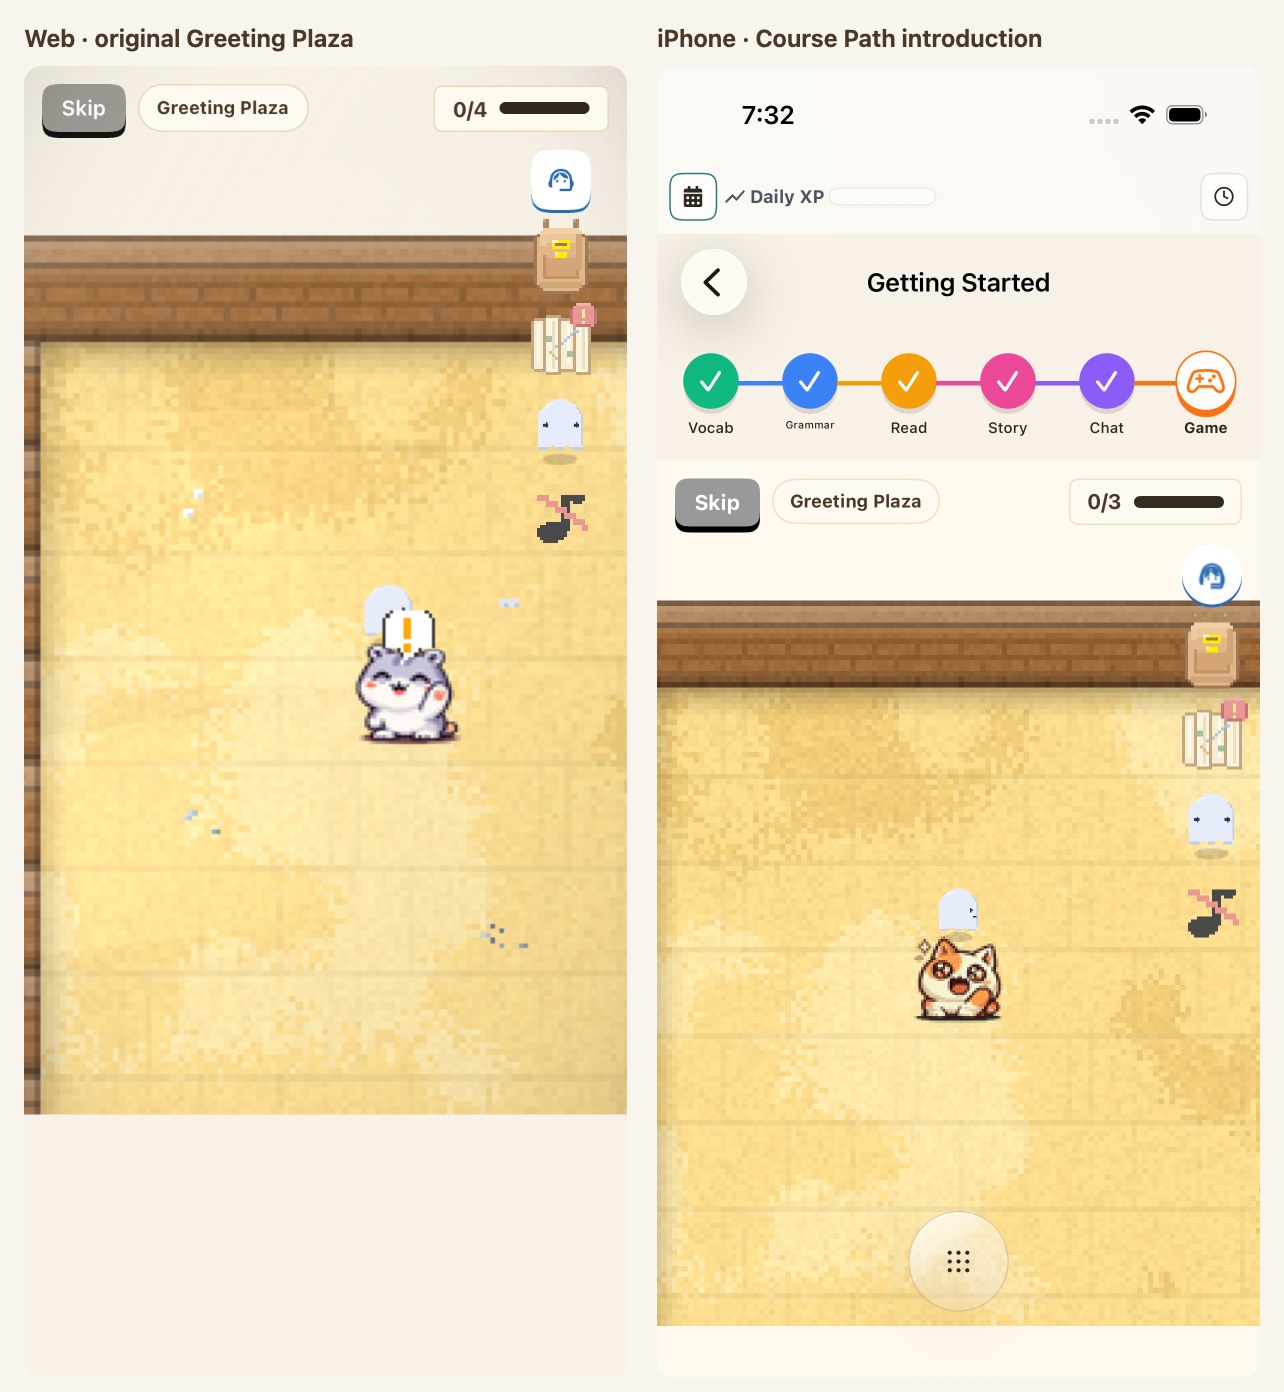 Web · original Greeting Plaza
Skip
Greeting Plaza
0/4
!
!
iPhone · Course Path introduction
7:32
Daily XP
Getting Started
Vocab
Grammar
Read
Story
Chat
Game
Skip
Greeting Plaza
0/3
!